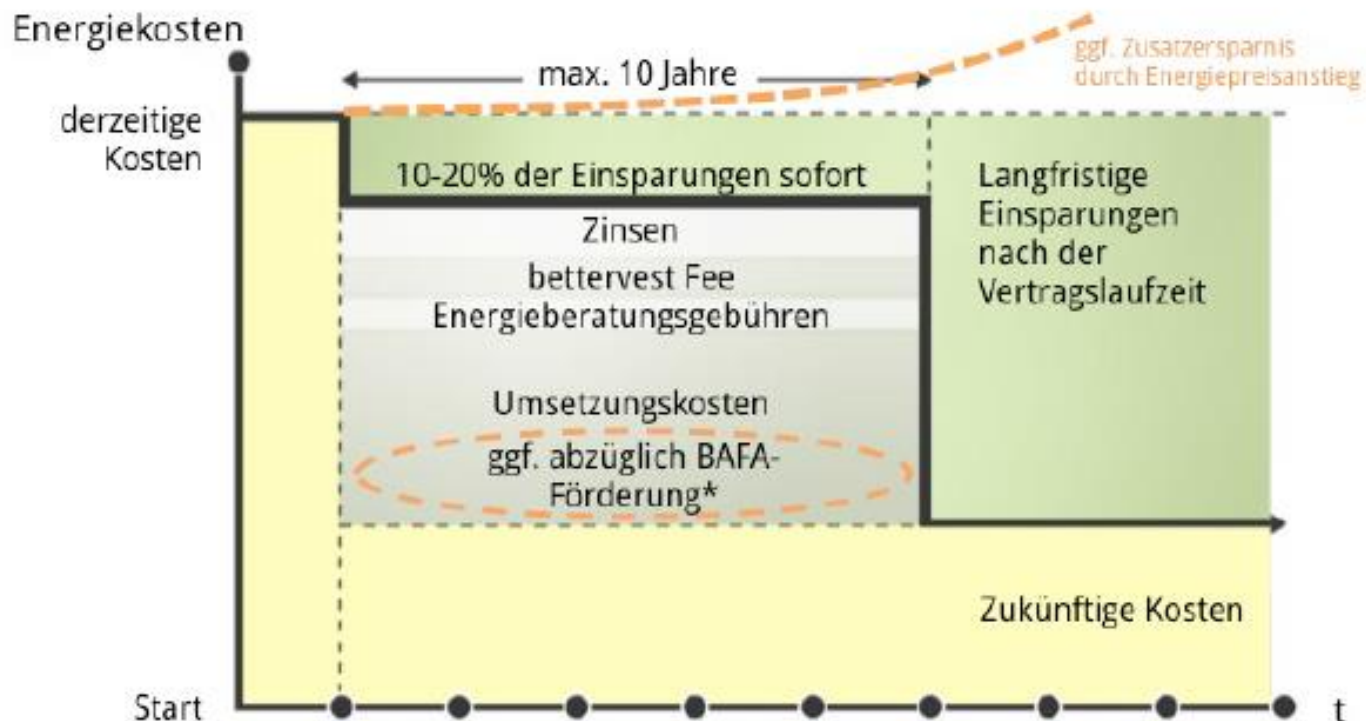 Energiekosten
max. 10 Jahre
ggf. Zusatzersparnis
durch Energiepreisanstieg
derzeitige
Kosten
10-20% der Einsparungen sofort
Langfristige
Einsparungen
nach der
Vertragslaufzeit
Zinsen
bettervest Fee
Energieberatungsgebühren
Umsetzungskosten
ggf. abzüglich BAFA-
Förderung*
Zukünftige Kosten
Start
t